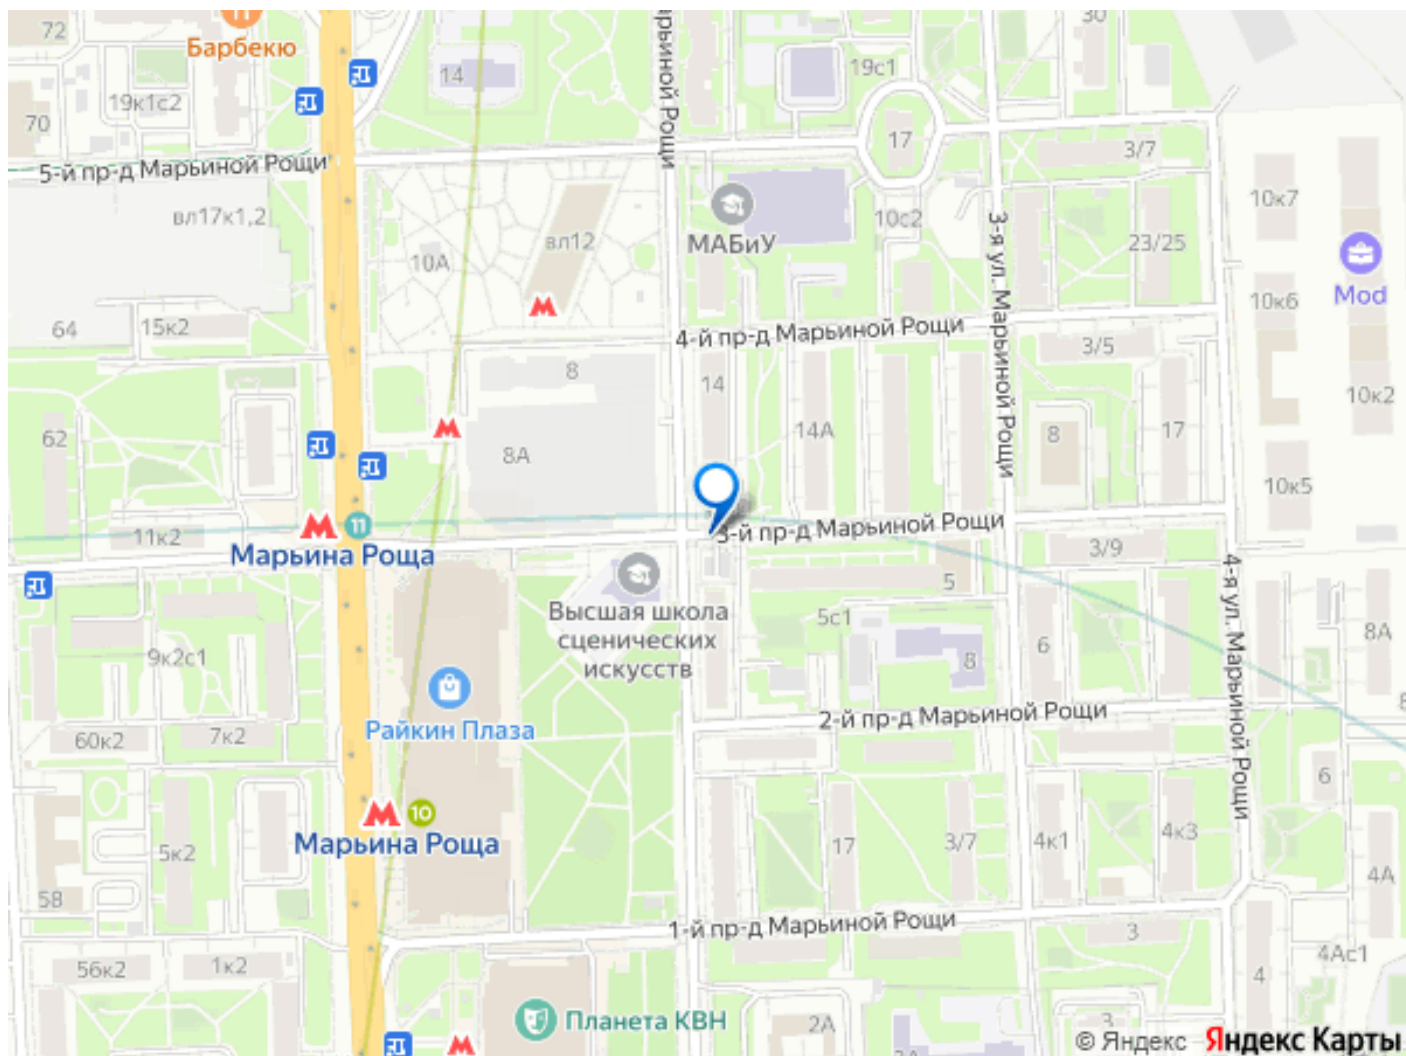 72
Барбекю
14
30
19с1
19к1с2
70
17
3/7
5-й пр-д Марьиной Рощи
арьиной Рощи
вл17к1,2
вл12
10А
МАБиУ
10с2
3-я ул. Марьиной Рощи
23/25
10к7
Mod
64
15к2
4-й пр-д Марьиной Рощи
3/5
10к6
8
14
10к2
62
8А
14А
8
17
10к5
11к2
11
Марьина Роща
3-й пр-д Марьиной Рощи
3/9
Высшая школа
сценических
искусств
5
5с1
4-я ул. Марьиной Рощи
9к2с1
8
6
8А
Райкин Плаза
2-й пр-д Марьиной Рощи
60к2
7к2
6
10
Марьина Роща
5к2
17
3/7
4к1
4к3
58
4А
1-й пр-д Марьиной Рощи
3
56к2
1к2
4
4Ас1
Планета КВН
2А
3
© Яндекс Яндекс Карты